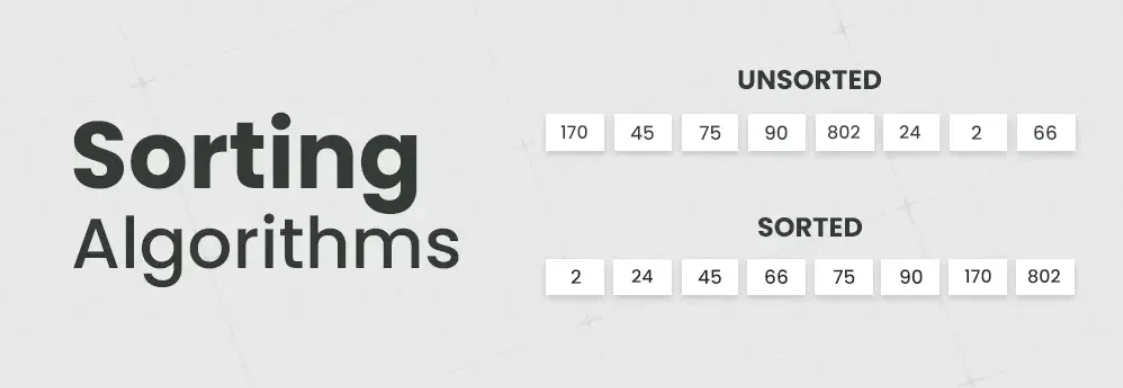 Sorting
Algorithms
UNSORTED
170 45 75 90 802 24 2 66
SORTED
2 24 45 66 75 90 170 802